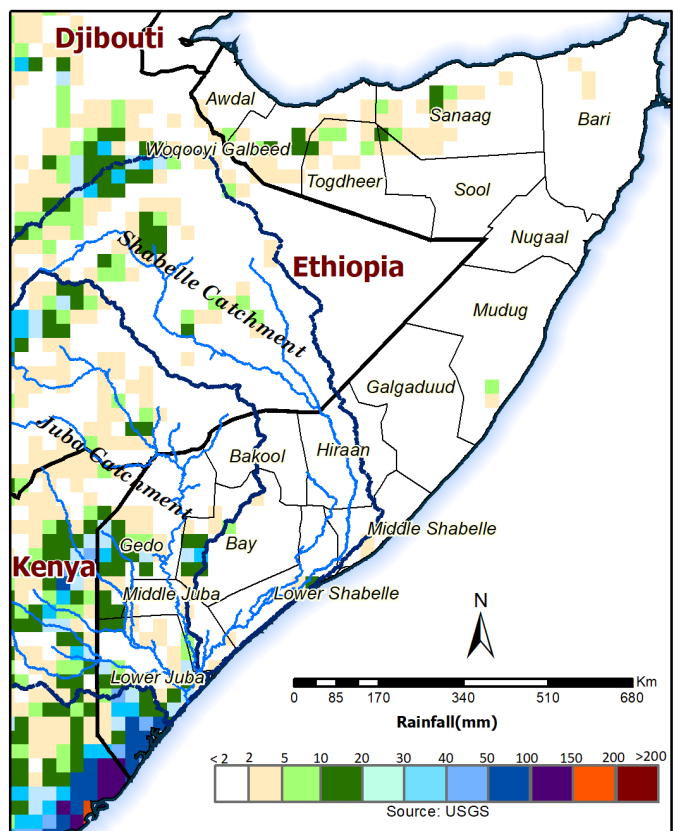 Djibouti
Awdal
Sanaag
Bari
Woqooyi Galbeed
Togdheer
Sool
Nugaal
Shabelle Catchment
Ethiopia
Mudug
Galgaduud
Juba Catchment
Bakool
Hiraan
Gedo
Bay
Middle Shabelle
Kenya
Middle Juba
Lower Shabelle
N
Lower Juba
Km
0 85 170 340 510 680
Rainfall(mm)
< 2 2 5 10 20 30 40 50 100 150 200 >200
Source: USGS